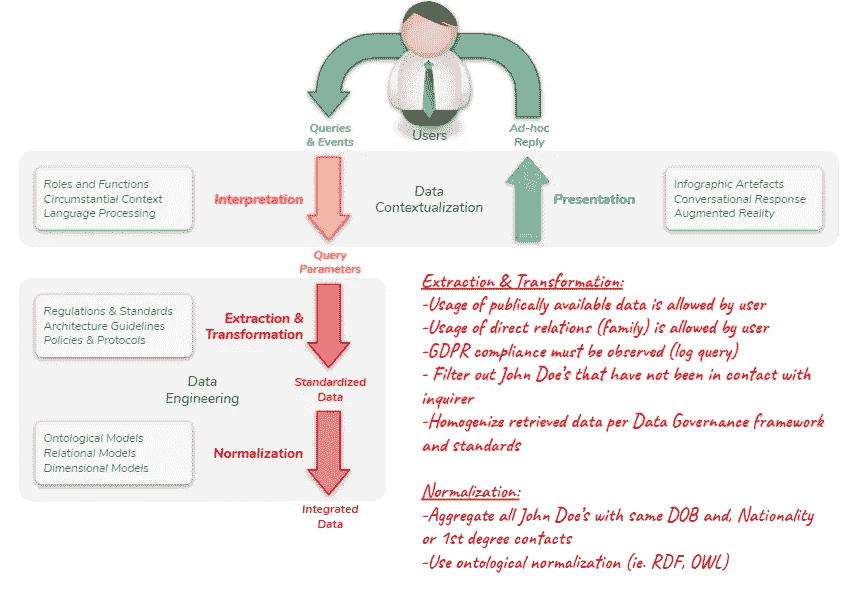 Queries
& Events
Users
Ad-hoc
Reply
Roles and Functions
Circumstantial Context
Language Processing
Interpretation
Data
Contextualization
Presentation
Infographic Artefacts
Conversational Response
Augmented Reality
Query
Parameters
Regulations & Standards
Architecture Guidelines
Policies & Protocols
Extraction &
Transformation
Data
Engineering
Standardized
Data
Ontological Models
Relational Models
Dimensional Models
Normalization
Integrated
Data
Extraction & Transformation:
-Usage of publically available data is allowed by user
-Usage of direct relations (family) is allowed by user
-GDPR compliance must be observed (log query)
- Filter out John Doe's that have not been in contact with
inquirer
-Homogenize retrieved data per Data Governance framework
and standards
Normalization:
-Aggregate all John Doe's with same DOB and, Nationality
or 1st degree contacts
-Use ontological normalization (ie. RDF, OWL)